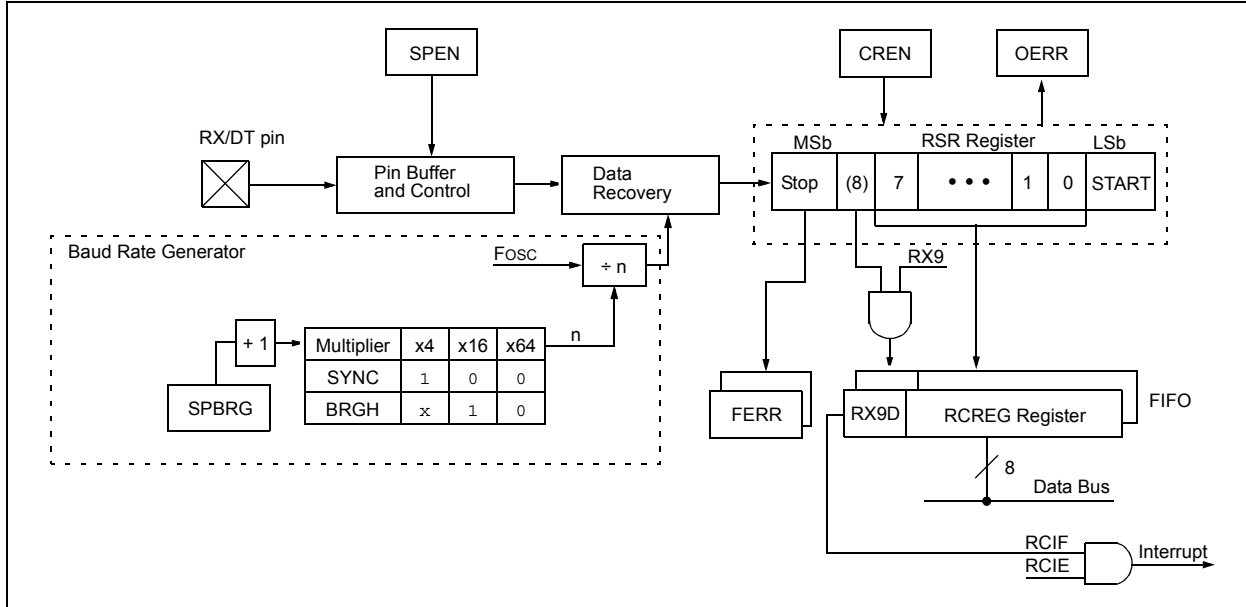 SPEN
CREN
OERR
RX/DT pin
Pin Buffer
and Control
Data
Recovery
MSb RSR Register LSb
Stop (8) 7 • • • 1 0 START
Baud Rate Generator
FOSC
÷ n
RX9
+ 1
n
Multiplier x4 x16 x64
SYNC 1 0 0
BRGH x 1 0
SPBRG
FERR
RX9D RCREG Register
FIFO
8
Data Bus
RCIF
RCIE
Interrupt